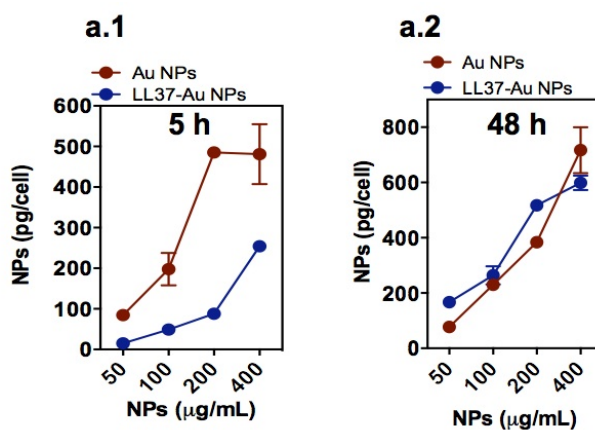 a.1
Au NPs
LL37-Au NPs
5 h
NPs (pg/cell)
600
500
400
300
200
100
0
50
100
200
400
NPs (μg/mL)
a.2
Au NPs
LL37-Au NPs
48 h
NPs (pg/cell)
800
600
400
200
0
50
100
200
400
NPs (μg/mL)